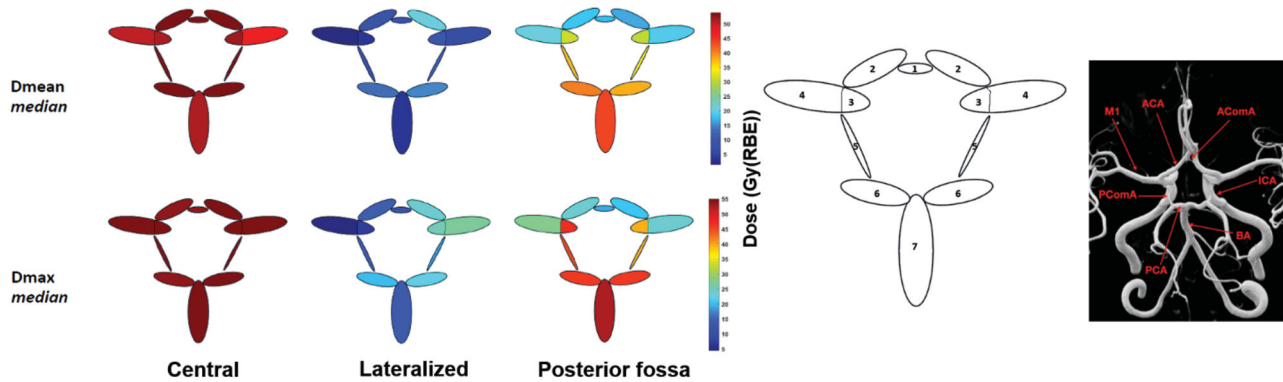 Dmean
median
50
45
40
35
30
25
20
15
10
5
Dmax
median
55
50
45
40
35
30
25
20
15
10
5
Central
Lateralized
Posterior fossa
Dose (Gy(RBE))
1
2
2
3
3
4
4
5
5
6
6
7
M1
ACA
AComA
PComA
ICA
BA
PCA